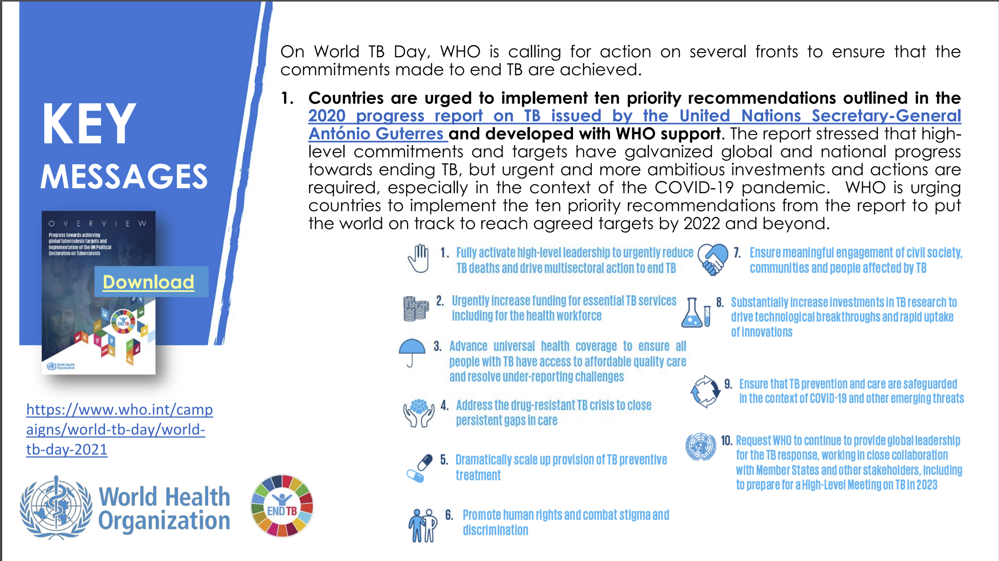 KEY
MESSAGES
OVERVIEW
Progress towards achieving
global tuberculosis targets and
implementation of the UN Political
Declaration on Tuberculosis
Download
END TB
World Health
Organization
https://www.who.int/camp
aigns/world-tb-day/world-
tb-day-2021
World Health
Organization
END TB
On World TB Day, WHO is calling for action on several fronts to ensure that the
commitments made to end TB are achieved.
1. Countries are urged to implement ten priority recommendations outlined in the
2020 progress report on TB issued by the United Nations Secretary-General
António Guterres and developed with WHO support. The report stressed that high-
level commitments and targets have galvanized global and national progress
towards ending TB, but urgent and more ambitious investments and actions are
required, especially in the context of the COVID-19 pandemic. WHO is urging
countries to implement the ten priority recommendations from the report to put
the world on track to reach agreed targets by 2022 and beyond.
1. Fully activate high-level leadership to urgently reduce
TB deaths and drive multisectoral action to end TB
2. Urgently increase funding for essential TB services
including for the health workforce
3. Advance universal health coverage to ensure all
people with TB have access to affordable quality care
and resolve under-reporting challenges
4. Address the drug-resistant TB crisis to close
persistent gaps in care
5. Dramatically scale up provision of TB preventive
treatment
6. Promote human rights and combat stigma and
discrimination
7. Ensure meaningful engagement of civil society,
communities and people affected by TB
8. Substantially increase investments in TB research to
drive technological breakthroughs and rapid uptake
of innovations
9. Ensure that TB prevention and care are safeguarded
in the context of COVID-19 and other emerging threats
10. Request WHO to continue to provide global leadership
for the TB response, working in close collaboration
with Member States and other stakeholders, including
to prepare for a High-Level Meeting on TB in 2023